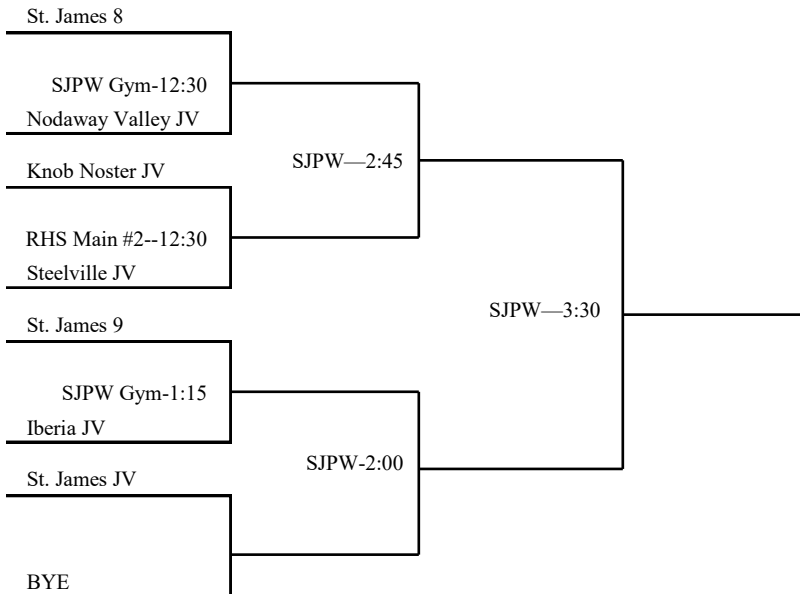 St. James 8
SJPW Gym-12:30
Nodaway Valley JV
SJPW—2:45
Knob Noster JV
RHS Main #2--12:30
Steelville JV
SJPW—3:30
St. James 9
SJPW Gym-1:15
Iberia JV
SJPW-2:00
St. James JV
BYE